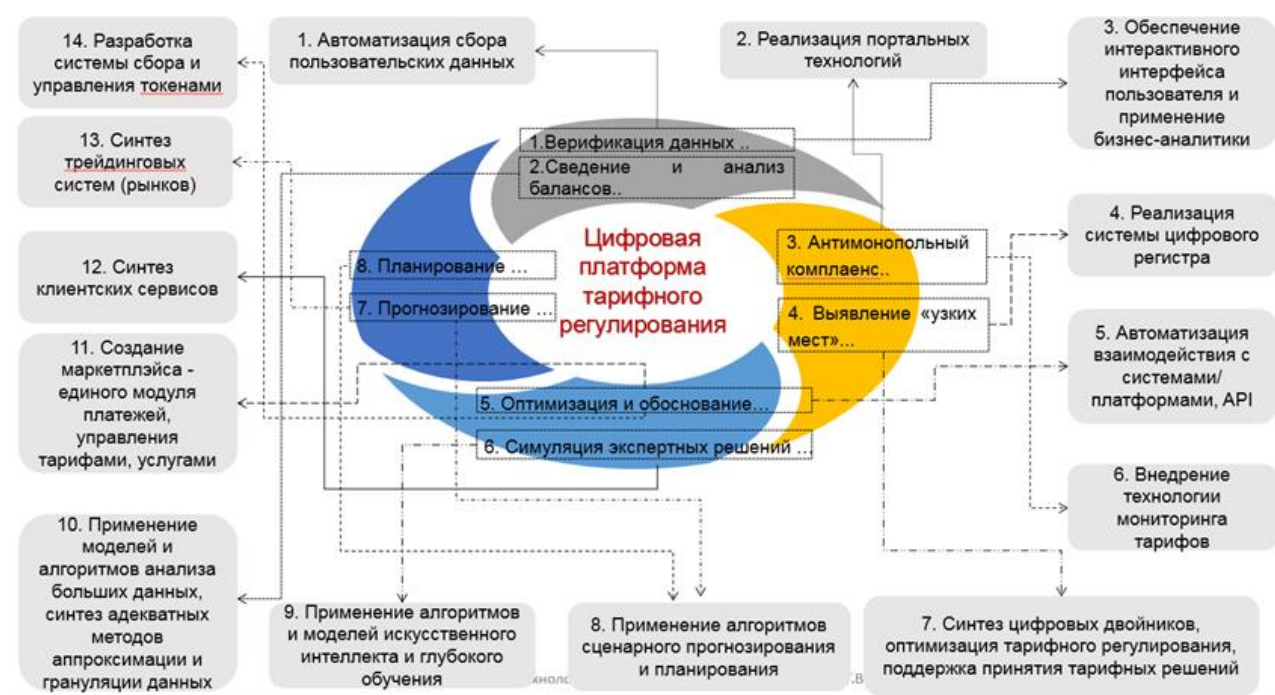 14. Разработка
системы сбора и
управления токенами
1. Автоматизация сбора
пользовательских данных
2. Реализация портальных
технологий
3. Обеспечение
интерактивного
интерфейса
пользователя и
применение
бизнес-аналитики
13. Синтез
трейдинговых
систем (рынков)
1.Верификация данных ..
2.Сведение и анализ
балансов..
4. Реализация
системы цифрового
регистра
12. Синтез
клиентских сервисов
8. Планирование ...
7. Прогнозирование ...
Цифровая
платформа
тарифного
регулирования
3. Антимонопольный
комплаенс..
4. Выявление «узких
мест»...
5. Автоматизация
взаимодействия с
системами/
платформами, API
11. Создание
маркетплэйса -
единого модуля
платежей,
управления
тарифами, услугами
5. Оптимизация и обоснование...
6. Симуляция экспертных решений ...
6. Внедрение
технологии
мониторинга
тарифов
10. Применение
моделей и
алгоритмов анализа
больших данных,
синтез адекватных
методов
аппроксимации и
грануляции данных
9. Применение алгоритмов
и моделей искусственного
интеллекта и глубокого
обучения
8. Применение алгоритмов
сценарного прогнозирования
и планирования
7. Синтез цифровых двойников,
оптимизация тарифного регулирования,
поддержка принятия тарифных решений